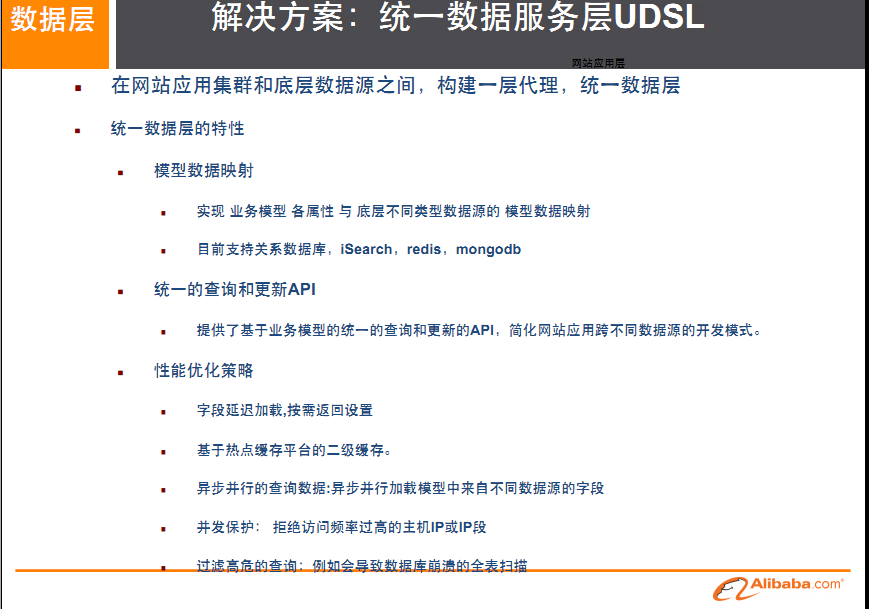 数据层
解决方案：统一数据服务层UDSL
网站应用层
在网站应用集群和底层数据源之间，构建一层代理，统一数据层
统一数据层的特性
模型数据映射
实现 业务模型 各属性 与 底层不同类型数据源的 模型数据映射
目前支持关系数据库，iSearch，redis，mongodb
统一的查询和更新API
提供了基于业务模型的统一的查询和更新的API，简化网站应用跨不同数据源的开发模式。
性能优化策略
字段延迟加载,按需返回设置
基于热点缓存平台的二级缓存。
异步并行的查询数据:异步并行加载模型中来自不同数据源的字段
并发保护： 拒绝访问频率过高的主机IP或IP段
过滤高危的查询：例如会导致数据库崩溃的全表扫描
Alibaba.com®